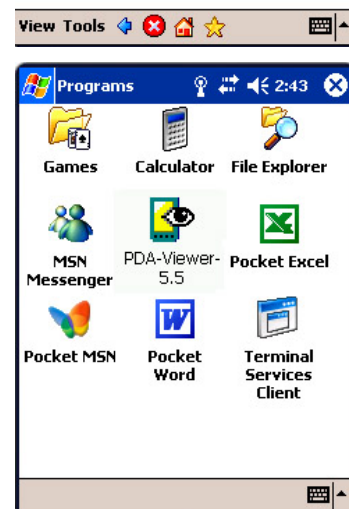 View Tools
Programs 2:43
Games Calculator File Explorer
MSN Messenger PDA-Viewer-5.5 Pocket Excel
Pocket MSN Pocket Word Terminal Services Client